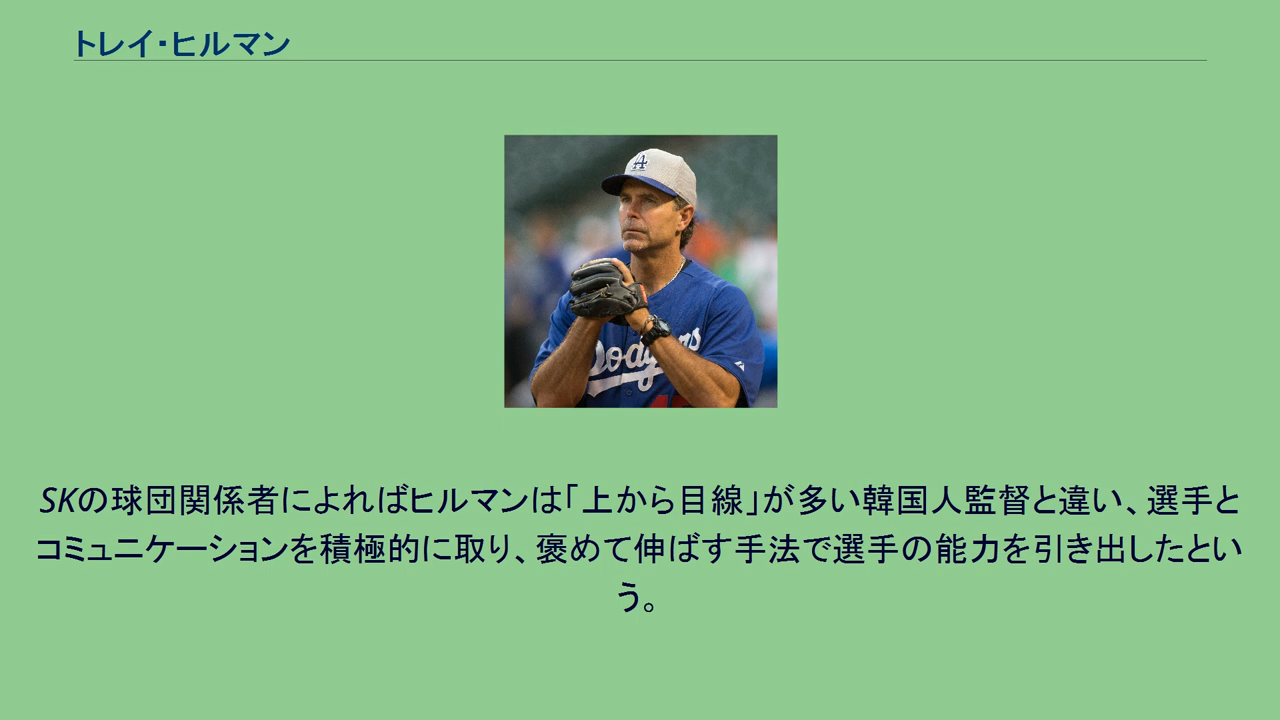 トレイ・ヒルマン
A
Dodgers
SKの球団関係者によればヒルマンは「上から目線」が多い韓国人監督と違い、選手と
コミュニケーションを積極的に取り、褒めて伸ばす手法で選手の能力を引き出したとい
う。